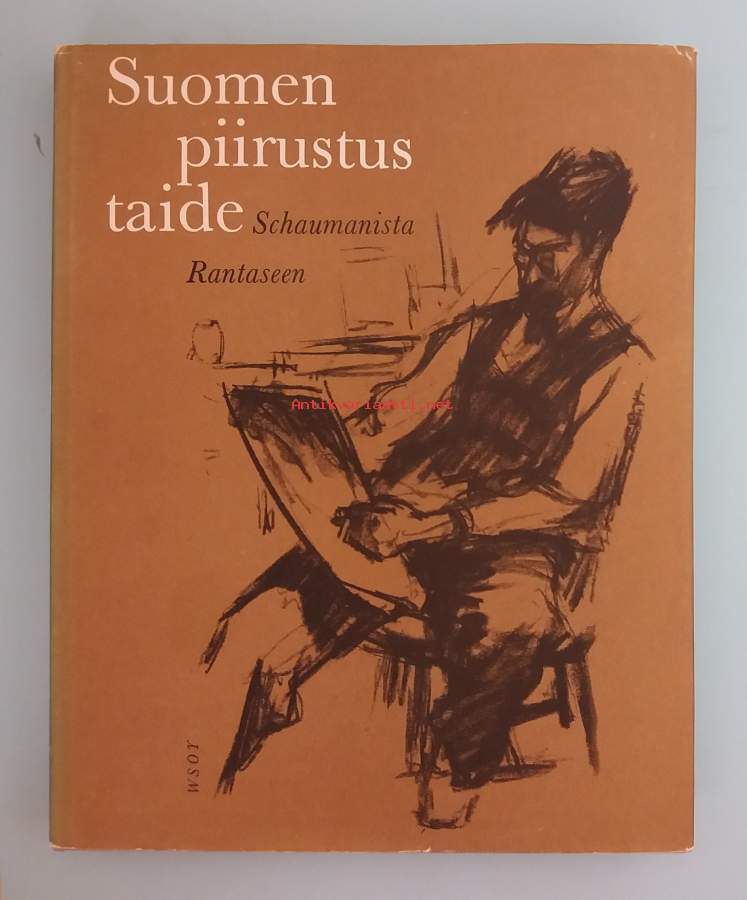 Suomen
piirustus
taide Schaumanista
Rantaseen
Antikvariaatti.net
WSOY